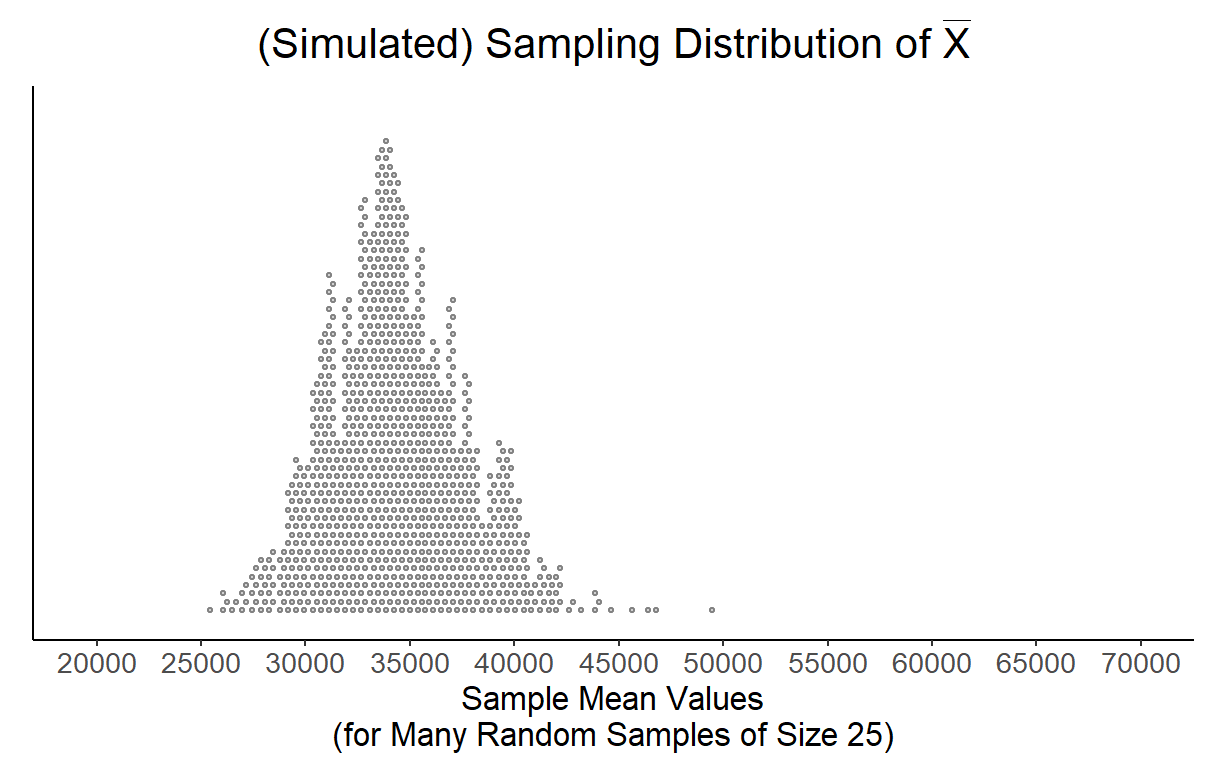 (Simulated) Sampling Distribution of X̅
20000 25000 30000 35000 40000 45000 50000 55000 60000 65000 70000
Sample Mean Values
(for Many Random Samples of Size 25)